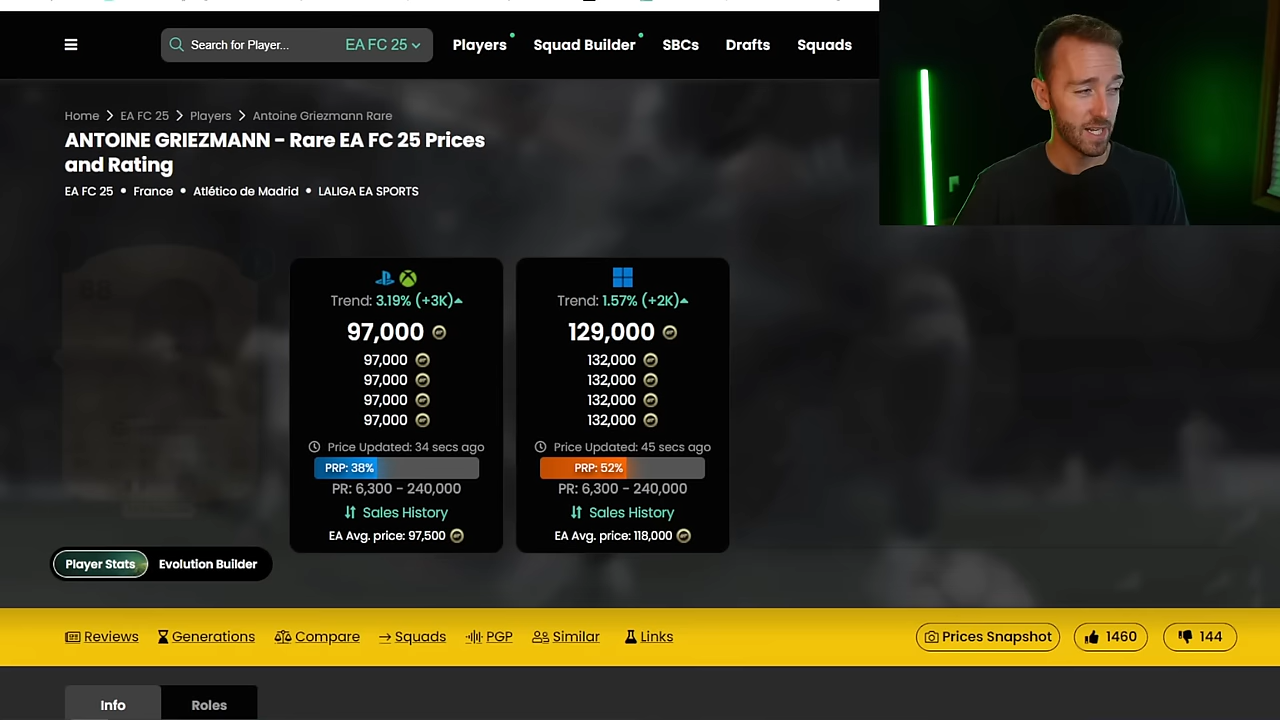 Search for Player... EA FC 25 Players Squad Builder SBCs Drafts Squads
Home > EA FC 25 > Players > Antoine Griezmann Rare
ANTOINE GRIEZMANN - Rare EA FC 25 Prices
and Rating
EA FC 25 • France • Atlético de Madrid • LALIGA EA SPORTS
Trend: 3.19% (+3K)
97,000
97,000
97,000
97,000
97,000
Price Updated: 34 secs ago
PRP: 38%
PR: 6,300 - 240,000
Sales History
EA Avg. price: 97,500
Trend: 1.57% (+2K)
129,000
132,000
132,000
132,000
132,000
Price Updated: 45 secs ago
PRP: 52%
PR: 6,300 - 240,000
Sales History
EA Avg. price: 118,000
Player Stats Evolution Builder
Reviews Generations Compare Squads PGP Similar Links Prices Snapshot 1460 144
Info Roles